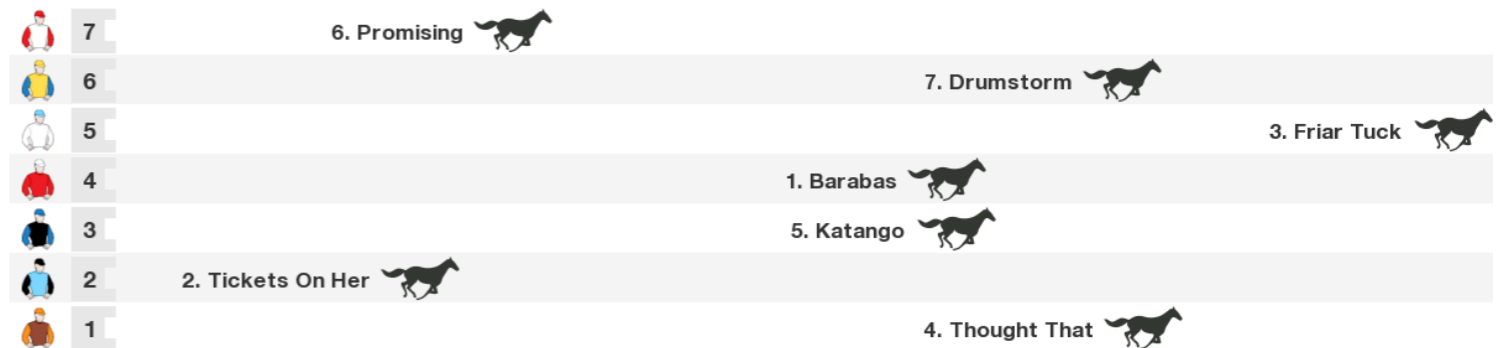 7 6. Promising
6 7. Drumstorm
5 3. Friar Tuck
4 1. Barabas
3 5. Katango
2 2. Tickets On Her
1 4. Thought That